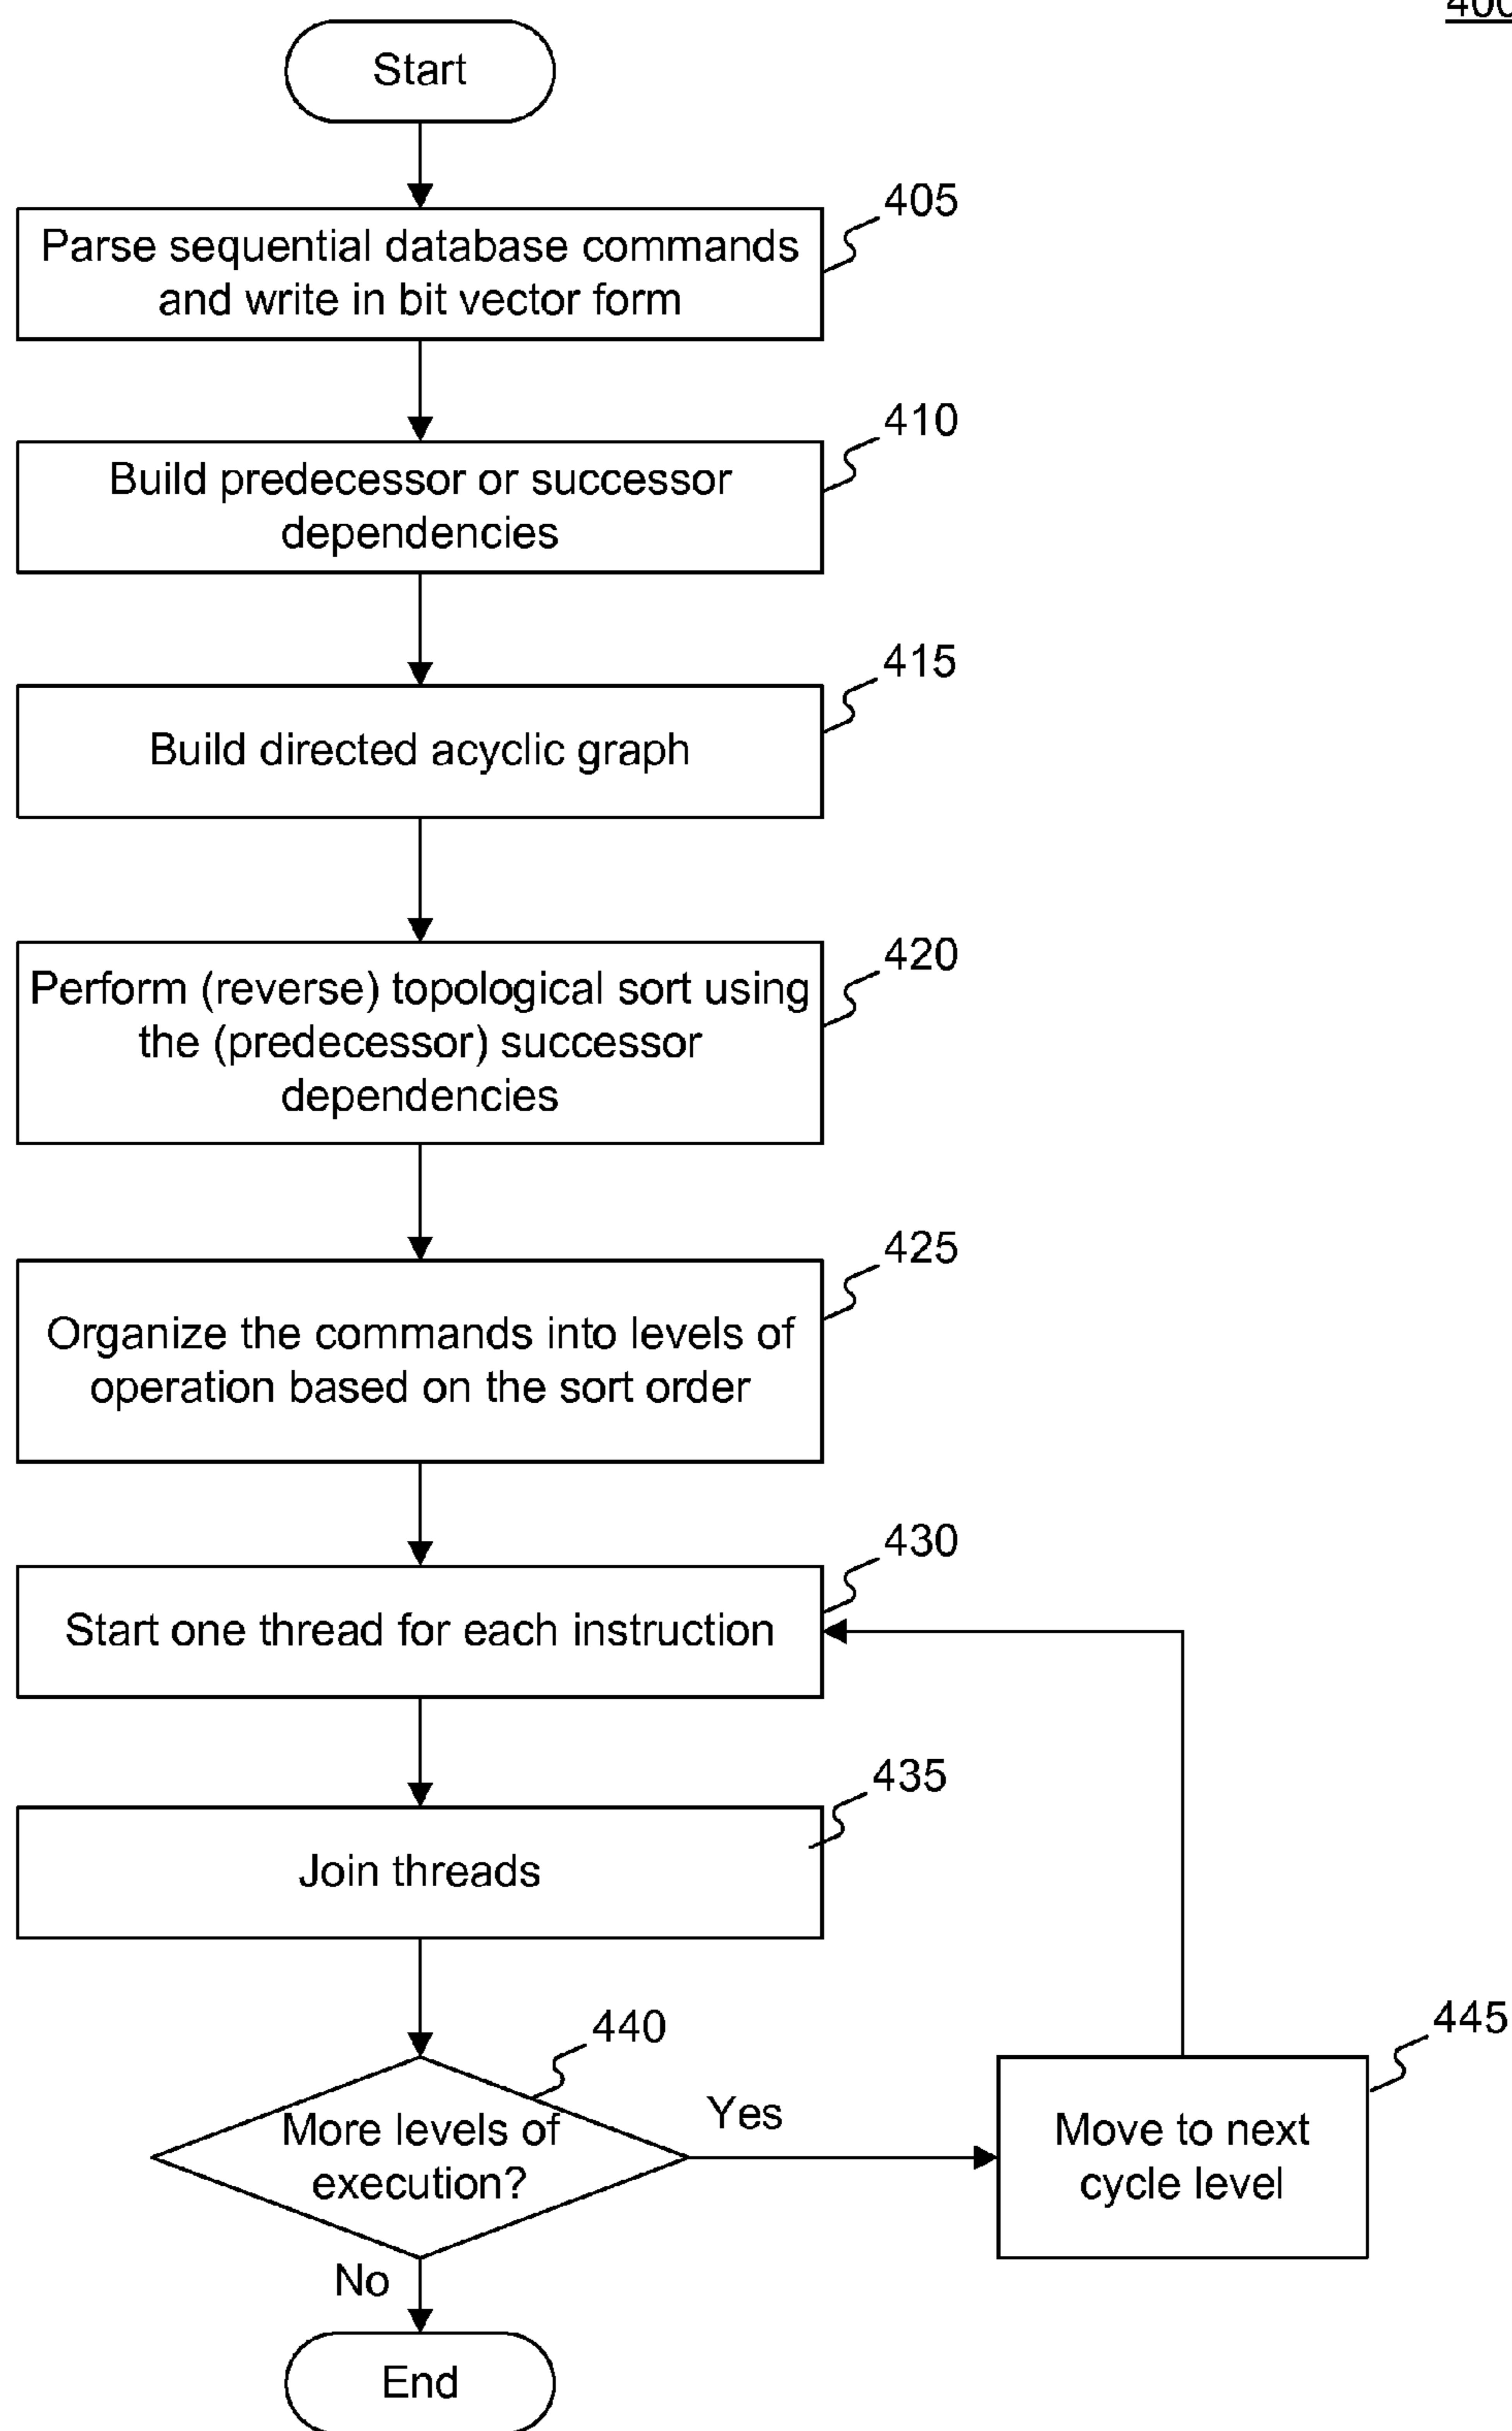 400
Start
405
Parse sequential database commands
and write in bit vector form
410
Build predecessor or successor
dependencies
415
Build directed acyclic graph
420
Perform (reverse) topological sort using
the (predecessor) successor
dependencies
425
Organize the commands into levels of
operation based on the sort order
430
Start one thread for each instruction
435
Join threads
440
More levels of
execution?
Yes
445
Move to next
cycle level
No
End